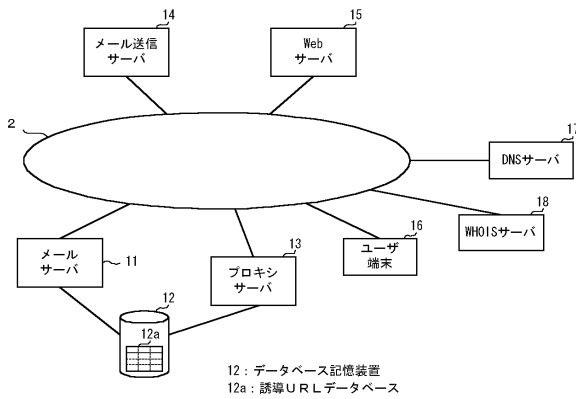 14
メール送信
サーバ
15
Web
サーバ
2
17
DNSサーバ
18
WHOISサーバ
メール
サーバ
11
13
プロキシ
サーバ
16
ユーザ
端末
12
12a
12：データベース記憶装置
12a：誘導URLデータベース